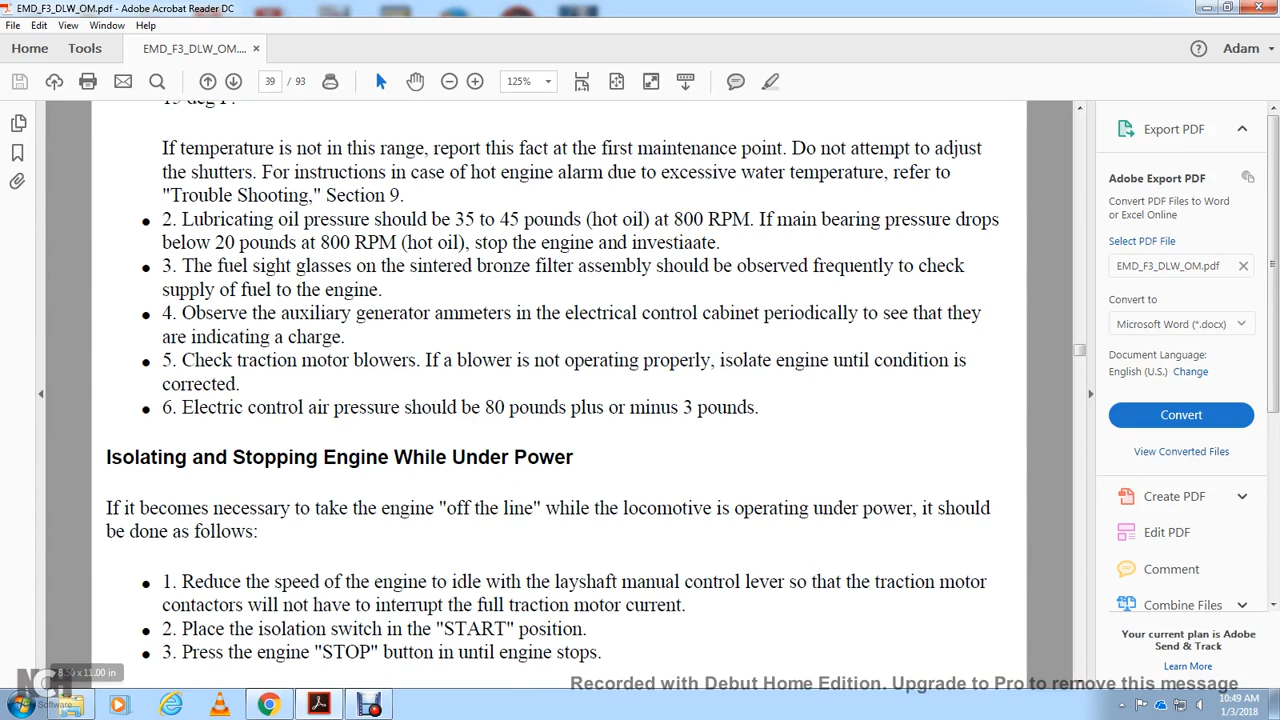 EMD_F3_DLW_OM.pdf - Adobe Acrobat Reader DC
File Edit View Window Help
Home Tools EMD_F3_DLW_OM.... × Adam
39 / 93 125%
15 deg F.
If temperature is not in this range, report this fact at the first maintenance point. Do not attempt to adjust
the shutters. For instructions in case of hot engine alarm due to excessive water temperature, refer to
"Trouble Shooting," Section 9.
• 2. Lubricating oil pressure should be 35 to 45 pounds (hot oil) at 800 RPM. If main bearing pressure drops
below 20 pounds at 800 RPM (hot oil), stop the engine and investiaate.
• 3. The fuel sight glasses on the sintered bronze filter assembly should be observed frequently to check
supply of fuel to the engine.
• 4. Observe the auxiliary generator ammeters in the electrical control cabinet periodically to see that they
are indicating a charge.
• 5. Check traction motor blowers. If a blower is not operating properly, isolate engine until condition is
corrected.
• 6. Electric control air pressure should be 80 pounds plus or minus 3 pounds.
Isolating and Stopping Engine While Under Power
If it becomes necessary to take the engine "off the line" while the locomotive is operating under power, it should
be done as follows:
• 1. Reduce the speed of the engine to idle with the layshaft manual control lever so that the traction motor
contactors will not have to interrupt the full traction motor current.
• 2. Place the isolation switch in the "START" position.
• 3. Press the engine "STOP" button in until engine stops.
8.50 x 11.00 in
Export PDF
Adobe Export PDF
Convert PDF Files to Word
or Excel Online
Select PDF File
EMD_F3_DLW_OM.pdf
Convert to
Microsoft Word (*.docx)
Document Language:
English (U.S.) Change
Convert
View Converted Files
Create PDF
Edit PDF
Comment
Combine Files
Your current plan is Adobe
Send & Track
Learn More
NCH Software
Recorded with Debut Home Edition. Upgrade to Pro to remove this message
10:49 AM
1/3/2018